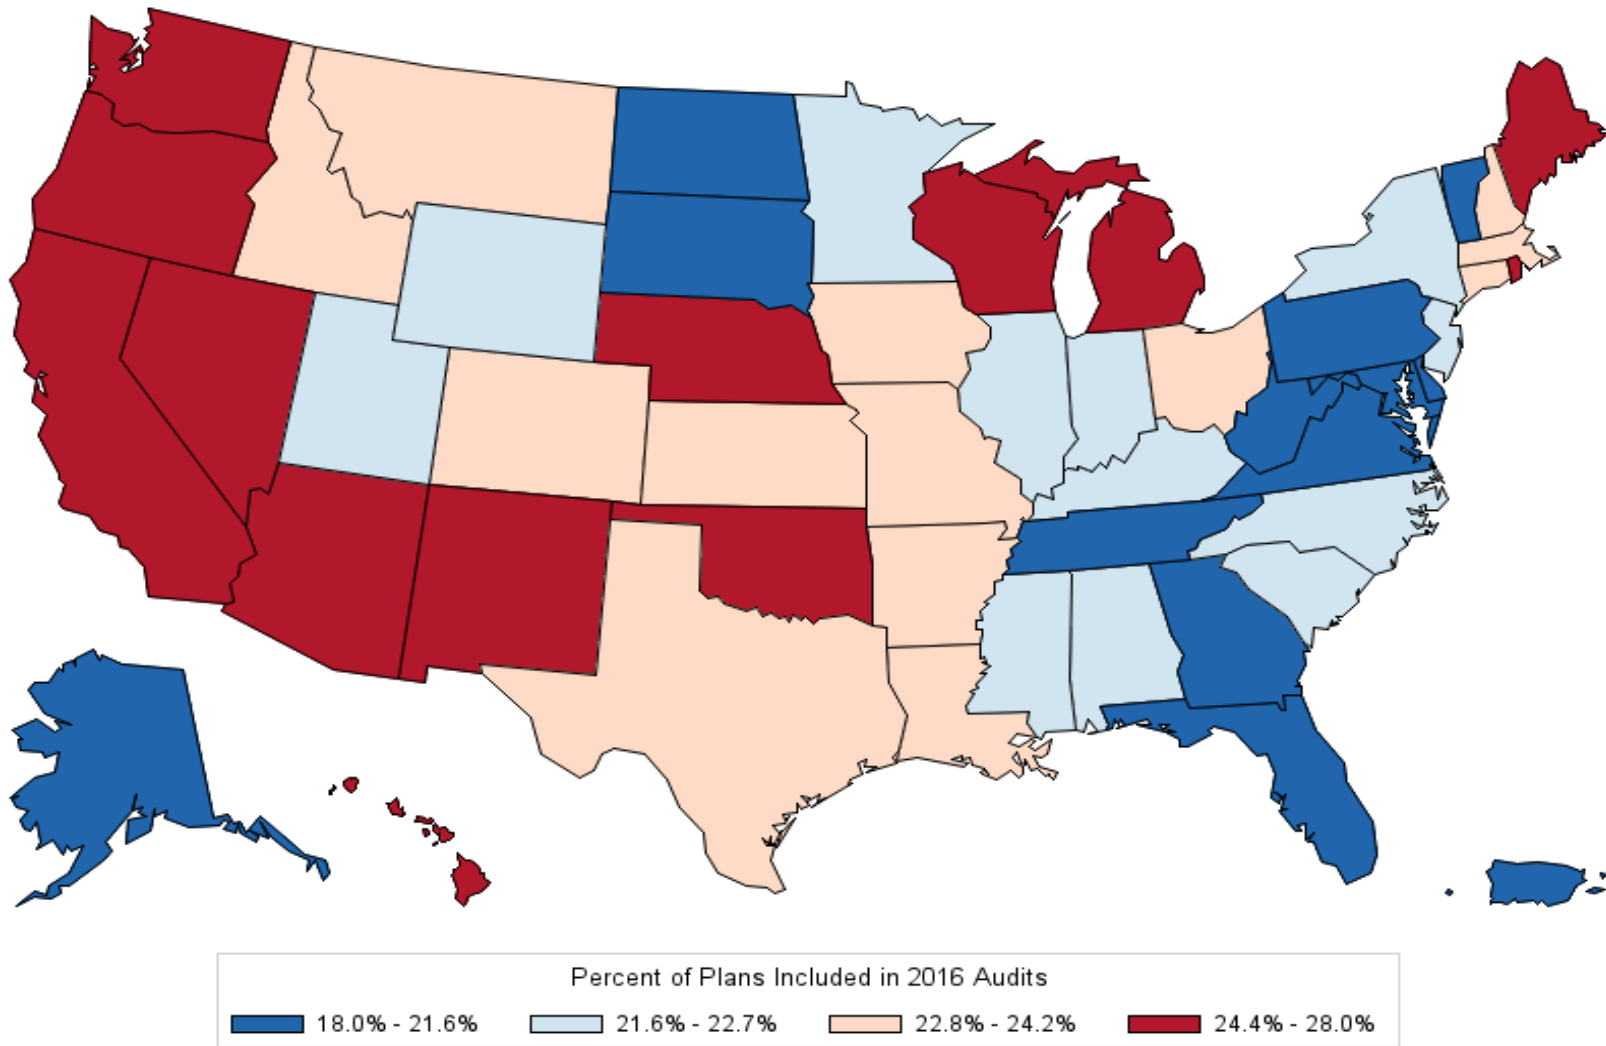 Percent of Plans Included in 2016 Audits
18.0% - 21.6% 21.6% - 22.7% 22.8% - 24.2% 24.4% - 28.0%